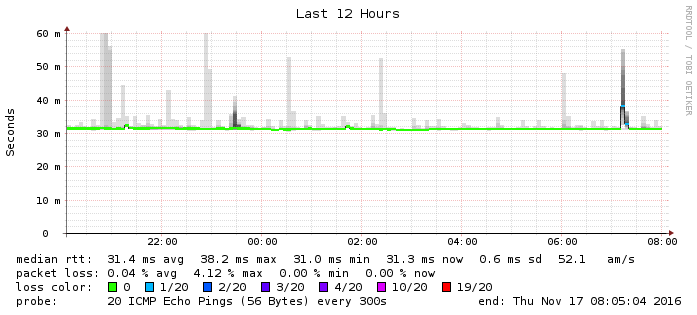 Last 12 Hours
RRDTOOL / TOBI OETIKER
Seconds
60 m
50 m
40 m
30 m
20 m
10 m
0
22:00 00:00 02:00 04:00 06:00 08:00
median rtt: 31.4 ms avg 38.2 ms max 31.0 ms min 31.3 ms now 0.6 ms sd 52.1 am/s
packet loss: 0.04 % avg 4.12 % max 0.00 % min 0.00 % now
loss color: 0 1/20 2/20 3/20 4/20 10/20 19/20
probe: 20 ICMP Echo Pings (56 Bytes) every 300s end: Thu Nov 17 08:05:04 2016